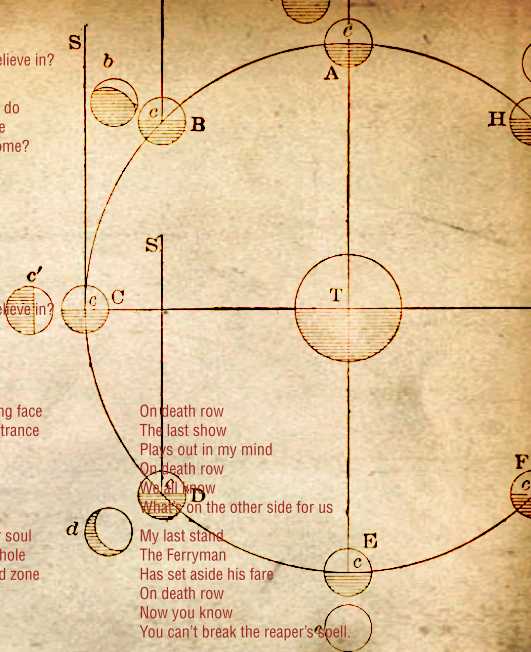 S
c
A
elieve in?
b
do
e
ome?
c
B
H
S
c'
c
C
T
elieve in?
ng face
trance
On death row
The last show
Plays out in my mind
On death row
We all know
What's on the other side for us
c
D
F
c
r soul
hole
d zone
d
My last stand
The Ferryman
Has set aside his fare
On death row
Now you know
You can't break the reaper's spell.
E
c
e